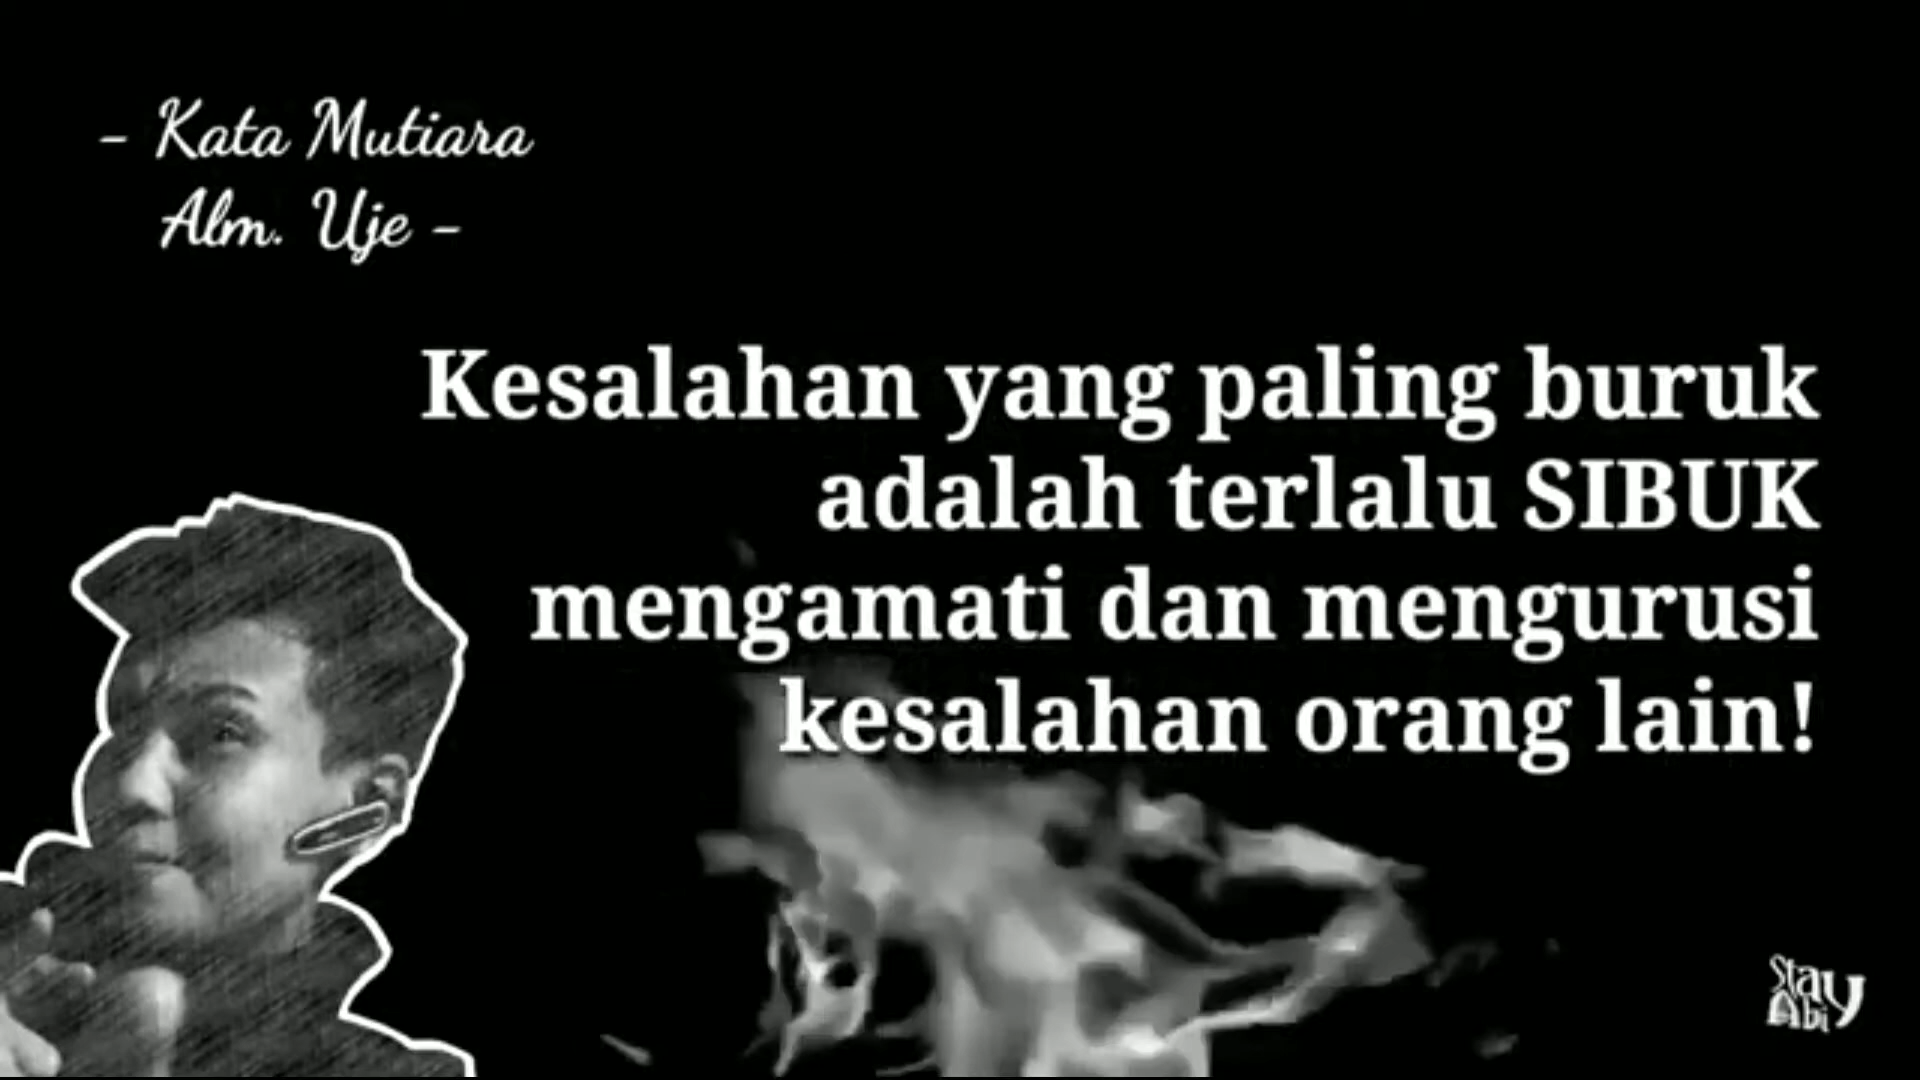 - Kata Mutiara
Alm. Uje -
Kesalahan yang paling buruk
adalah terlalu SIBUK
mengamati dan mengurusi
kesalahan orang lain!
Stay
Abi